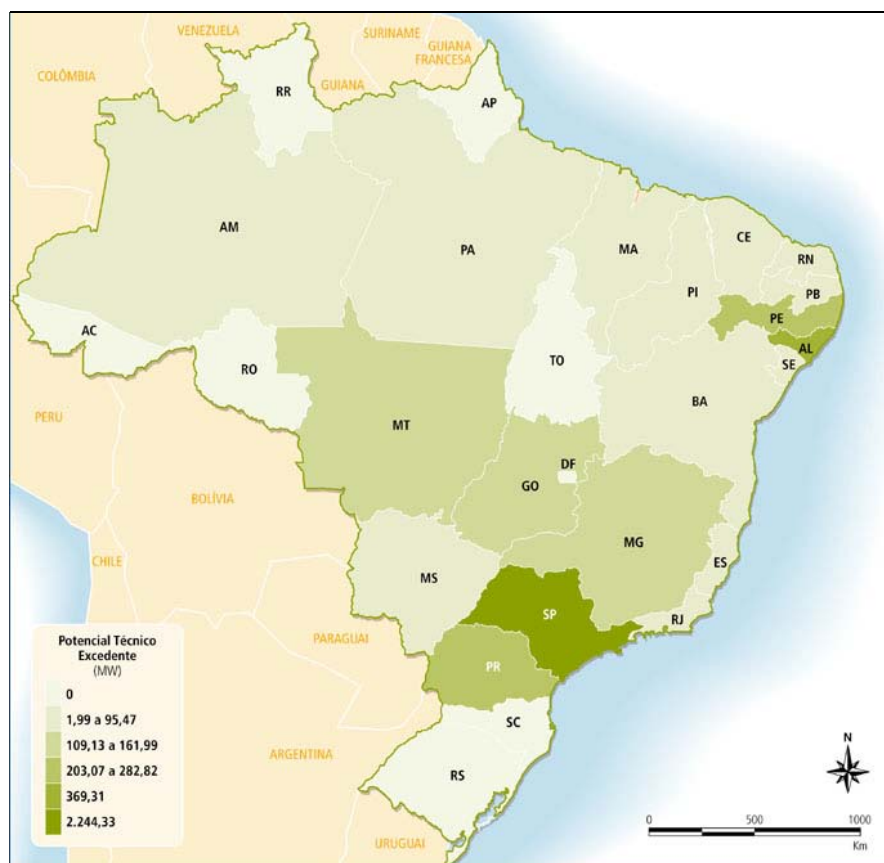 VENEZUELA
SURINAME
GUIANA
FRANCESA
COLÔMBIA
GUIANA
RR
AP
AM
PA
MA
CE
RN
PB
PI
PE
AL
SE
AC
RO
TO
BA
PERU
MT
DF
GO
BOLÍVIA
MG
ES
MS
CHILE
SP
RJ
PARAGUAI
PR
SC
ARGENTINA
RS
URUGUAI
Potencial Técnico
Excedente
(MW)
0
1,99 a 95,47
109,13 a 161,99
203,07 a 282,82
369,31
2.244,33
N
0 500 1000
Km